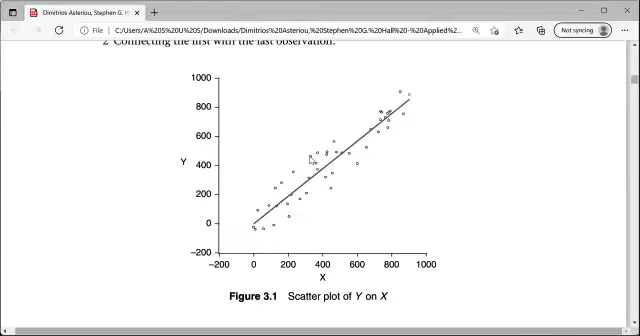 Dimitrios Asteriou, Stephen G. H
File
C:/Users/A%20S%20U%20S/Downloads/Dimitrios%20Asteriou,%20Stephen%20G.%20Hall%20-%20Applied%2...
Not syncing
2 Connecting the first with the last observation.
1000
800
600
Y
400
200
0
−200
−200 0 200 400 600 800 1000
X
Figure 3.1 Scatter plot of Y on X